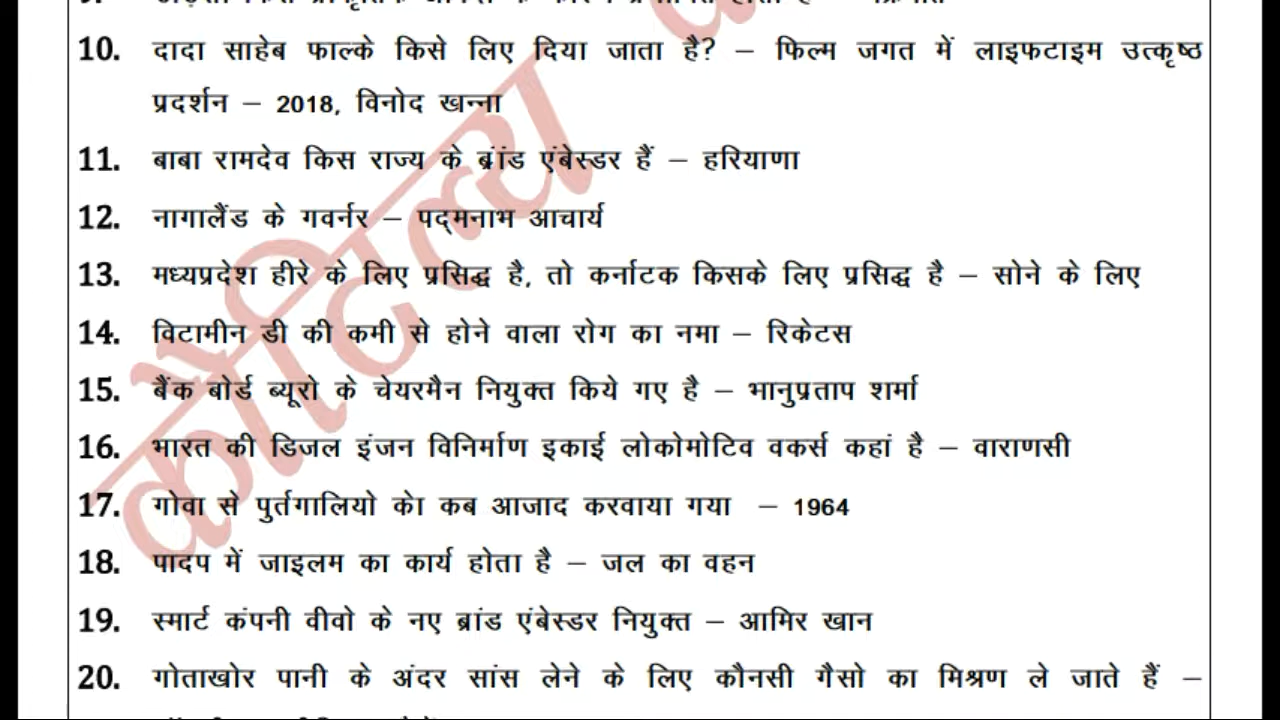 10. दादा साहेब फाल्के किसे लिए दिया जाता है? – फिल्म जगत में लाइफटाइम उत्कृष्ठ
प्रदर्शन – 2018, विनोद खन्ना
11. बाबा रामदेव किस राज्य के ब्रांंड एंबेस्डर हैं – हरियाणा
12. नागालैंड के गवर्नर – पद्मनाभ आचार्य
13. मध्यप्रदेश हीरे के लिए प्रसिद्ध है, तो कर्नाटक किसके लिए प्रसिद्ध है – सोने के लिए
14. विटामीन डी की कमी से होने वाला रोग का नमा – रिकेटस
15. बैंक बोर्ड ब्यूरो के चेयरमैन नियुक्त किये गए है – भानुप्रताप शर्मा
16. भारत की डिजल इंजन विनिर्माण इकाई लोकोमोटिव वकर्स कहां है – वाराणसी
17. गोवा से पुर्तगालियो केा कब आजाद करवाया गया – 1964
18. पादप में जाइलम का कार्य होता है – जल का वहन
19. स्मार्ट कंपनी वीवो के नए ब्रांड एंबेस्डर नियुक्त – आमिर खान
20. गोताखोर पानी के अंदर सांस लेने के लिए कौनसी गैसो का मिश्रण ले जाते हैं –
कौटिल्य